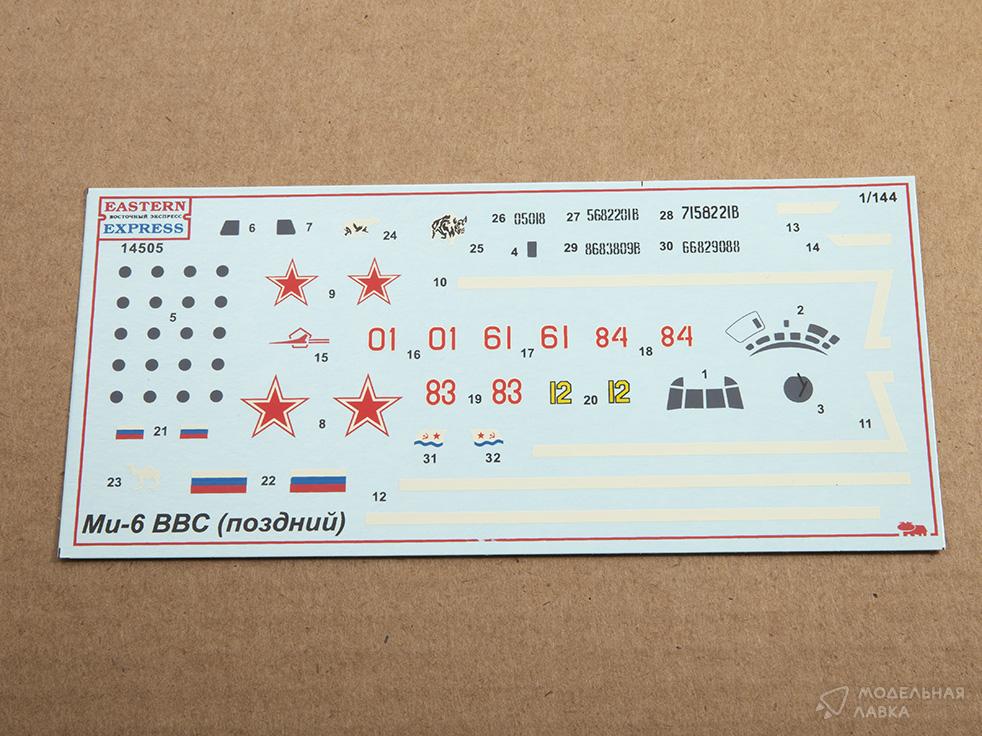 EASTERN
ВОСТОЧНЫЙ ЭКСПРЕСС
EXPRESS
14505
1/144
6
7
24
25
26 05018
27 5682201В
28 7158221В
4
29 8683809В
30 66829088
13
14
5
9
10
15
01 16 01
61 17 61
84 18 84
2
8
83 19 83
12 20 12
1
3
11
21
31
32
23
22
12
Ми-6 ВВС (поздний)
МОДЕЛЬНАЯ
ЛАВКА